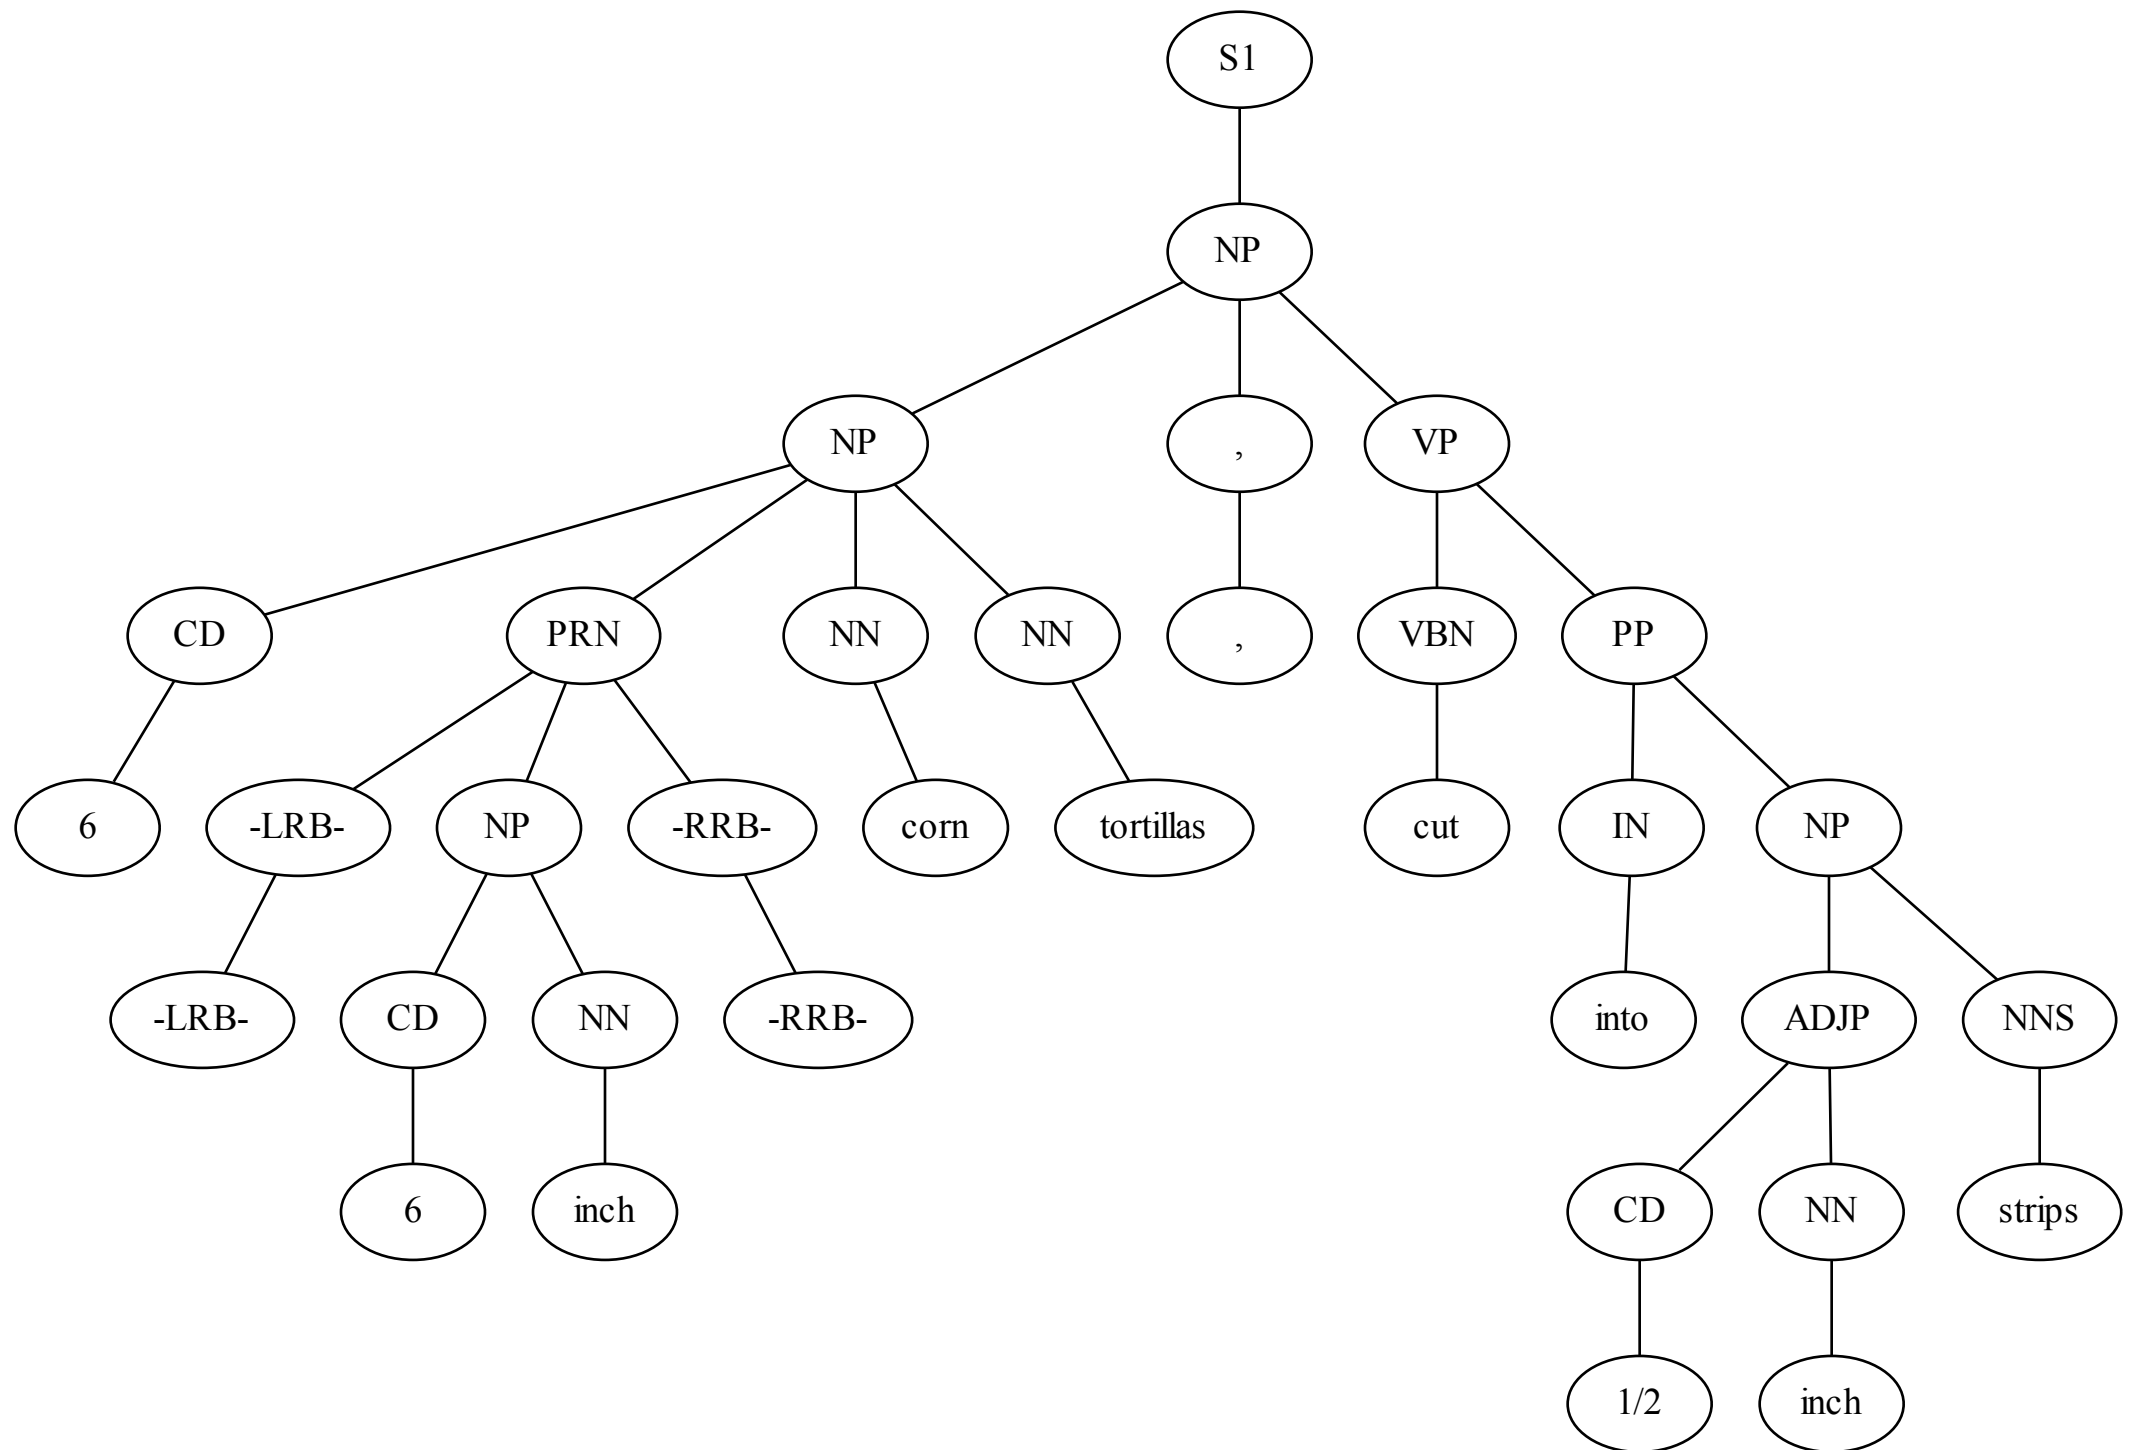 S1
NP
NP , VP
CD PRN NN NN , VBN PP
6 -LRB- NP -RRB- corn tortillas cut IN NP
-LRB- CD NN -RRB- into ADJP NNS
6 inch CD NN strips
1/2 inch